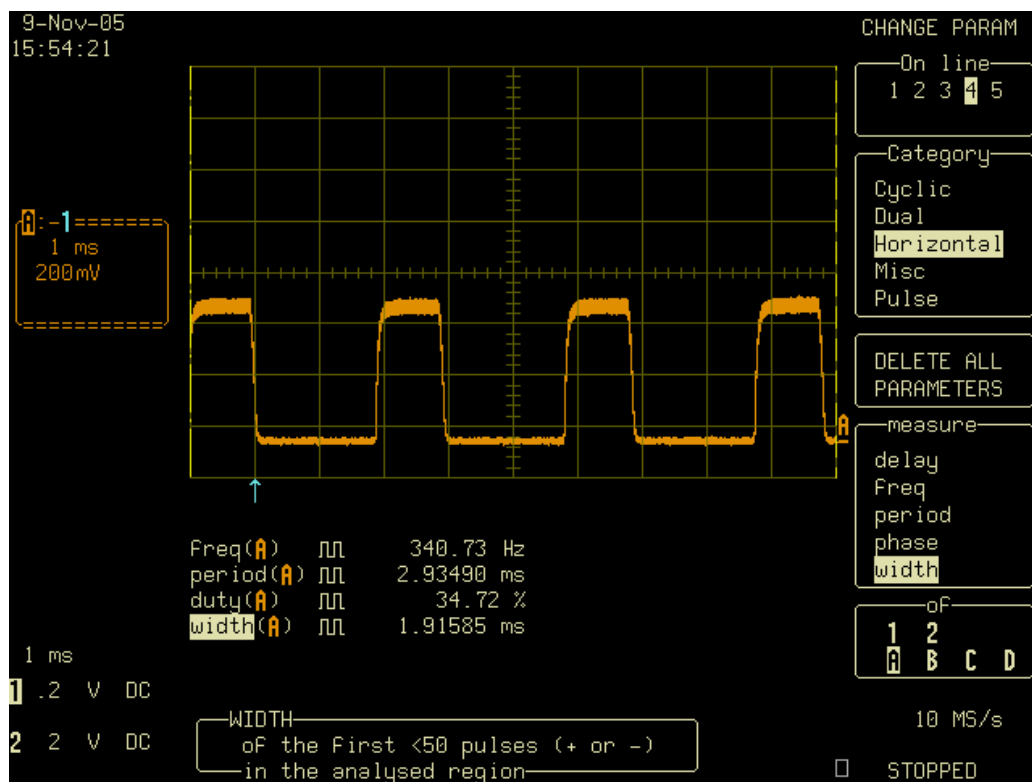 9-Nov-05
15:54:21
A:-1
1 ms
200mV
A
freq(A) 340.73 Hz
period(A) 2.93490 ms
duty(A) 34.72 %
width(A) 1.91585 ms
1 ms
1 .2 V DC
2 2 V DC
WIDTH
of the first <50 pulses (+ or -)
in the analysed region
CHANGE PARAM
On line
1 2 3 4 5
Category
Cyclic
Dual
Horizontal
Misc
Pulse
DELETE ALL
PARAMETERS
measure
delay
freq
period
phase
width
of
1 2
A B C D
10 MS/s
STOPPED